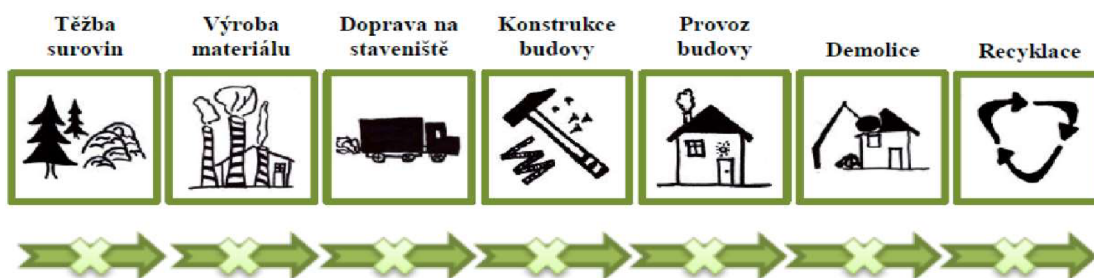 Těžba
surovin
Výroba
materiálu
Doprava na
staveniště
Konstrukce
budovy
Provoz
budovy
Demolice
Recyklace